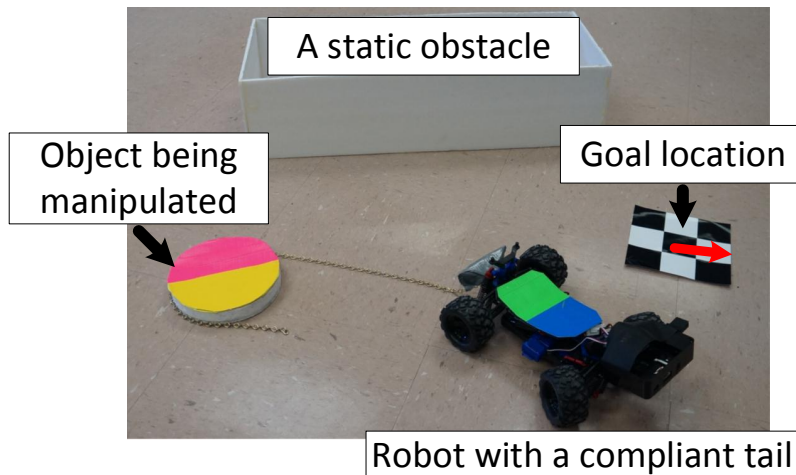 A static obstacle
Object being
manipulated
Goal location
Robot with a compliant tail